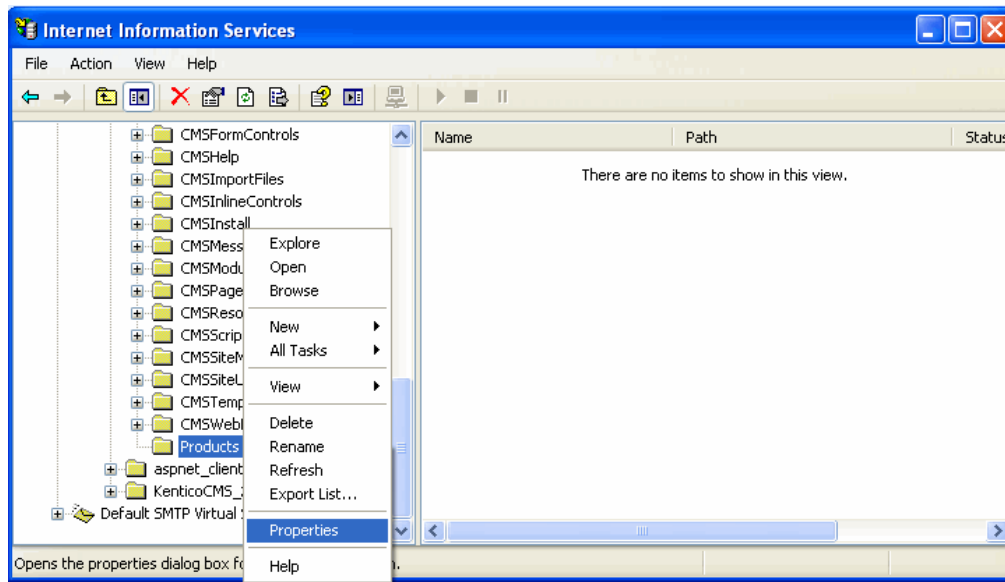 Internet Information Services
File Action View Help
Name Path Status
There are no items to show in this view.
CMSFormControls
CMSHelp
CMSImportFiles
CMSInlineControls
CMSInstall
CMSMess
CMSModu
CMSPage
CMSReso
CMSScrip
CMSSiteM
CMSSiteU
CMSTemp
CMSWeb
Products
aspnet_client
KenticoCMS_
Default SMTP Virtual
Explore
Open
Browse
New
All Tasks
View
Delete
Rename
Refresh
Export List...
Properties
Help
Opens the properties dialog box fo